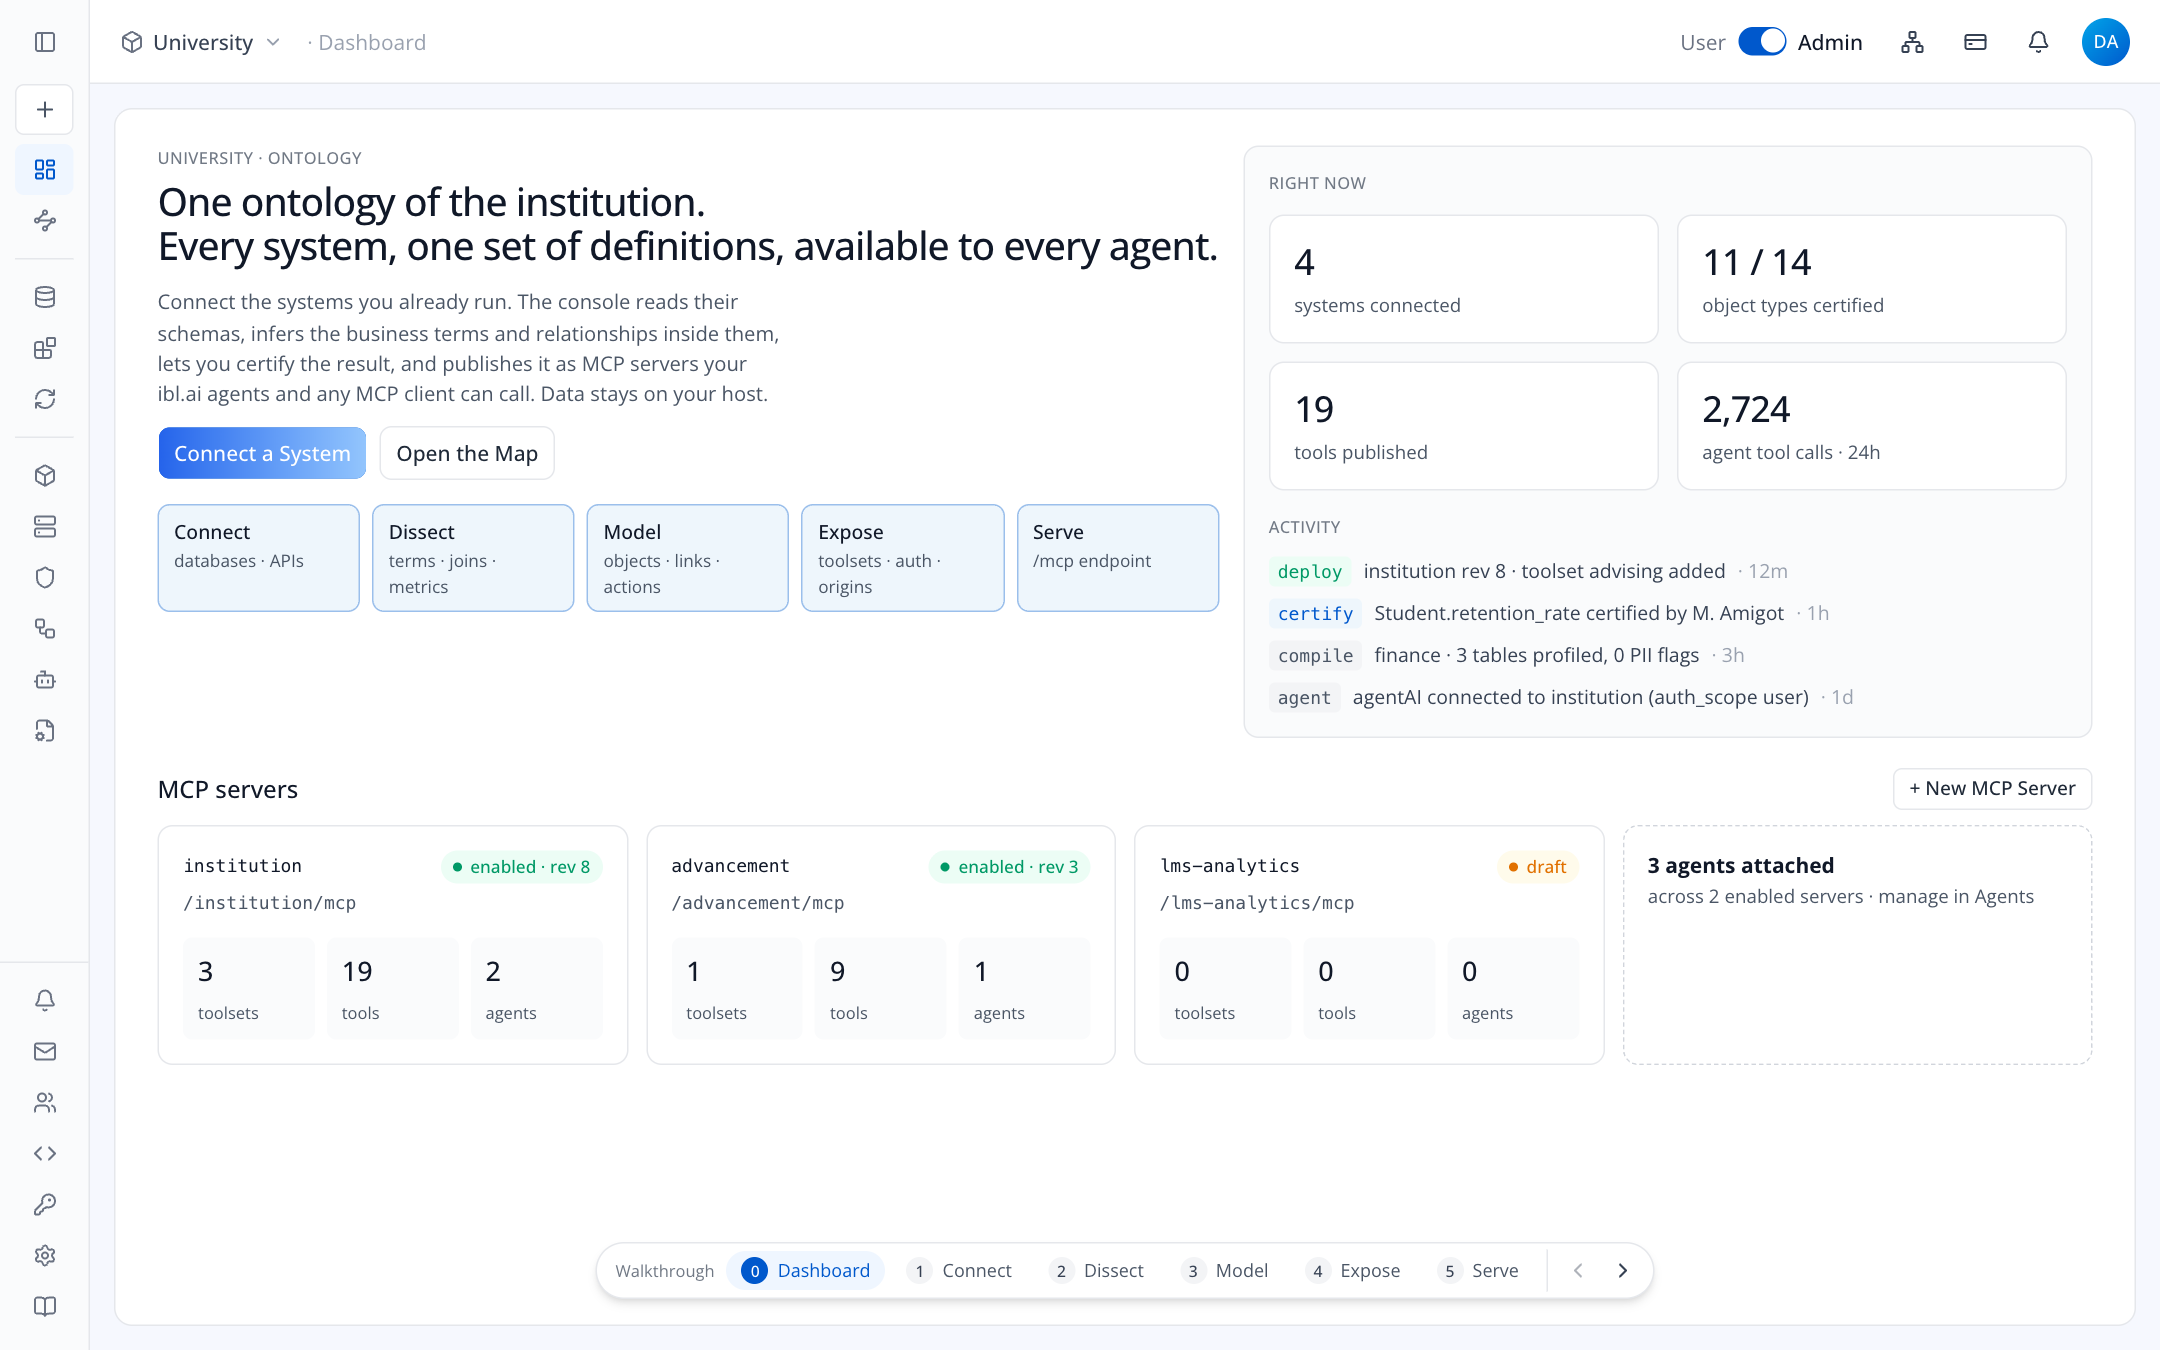 University · Dashboard
User Admin DA
UNIVERSITY · ONTOLOGY
One ontology of the institution.
Every system, one set of definitions, available to every agent.
Connect the systems you already run. The console reads their
schemas, infers the business terms and relationships inside them,
lets you certify the result, and publishes it as MCP servers your
ibl.ai agents and any MCP client can call. Data stays on your host.
Connect a System
Open the Map
Connect
databases · APIs
Dissect
terms · joins ·
metrics
Model
objects · links ·
actions
Expose
toolsets · auth ·
origins
Serve
/mcp endpoint
RIGHT NOW
4
systems connected
11 / 14
object types certified
19
tools published
2,724
agent tool calls · 24h
ACTIVITY
deploy institution rev 8 · toolset advising added · 12m
certify Student.retention_rate certified by M. Amigot · 1h
compile finance · 3 tables profiled, 0 PII flags · 3h
agent agentAI connected to institution (auth_scope user) · 1d
MCP servers
+ New MCP Server
institution
enabled · rev 8
/institution/mcp
3
toolsets
19
tools
2
agents
advancement
enabled · rev 3
/advancement/mcp
1
toolsets
9
tools
1
agents
lms-analytics
draft
/lms-analytics/mcp
0
toolsets
0
tools
0
agents
3 agents attached
across 2 enabled servers · manage in Agents
Walkthrough 0 Dashboard 1 Connect 2 Dissect 3 Model 4 Expose 5 Serve